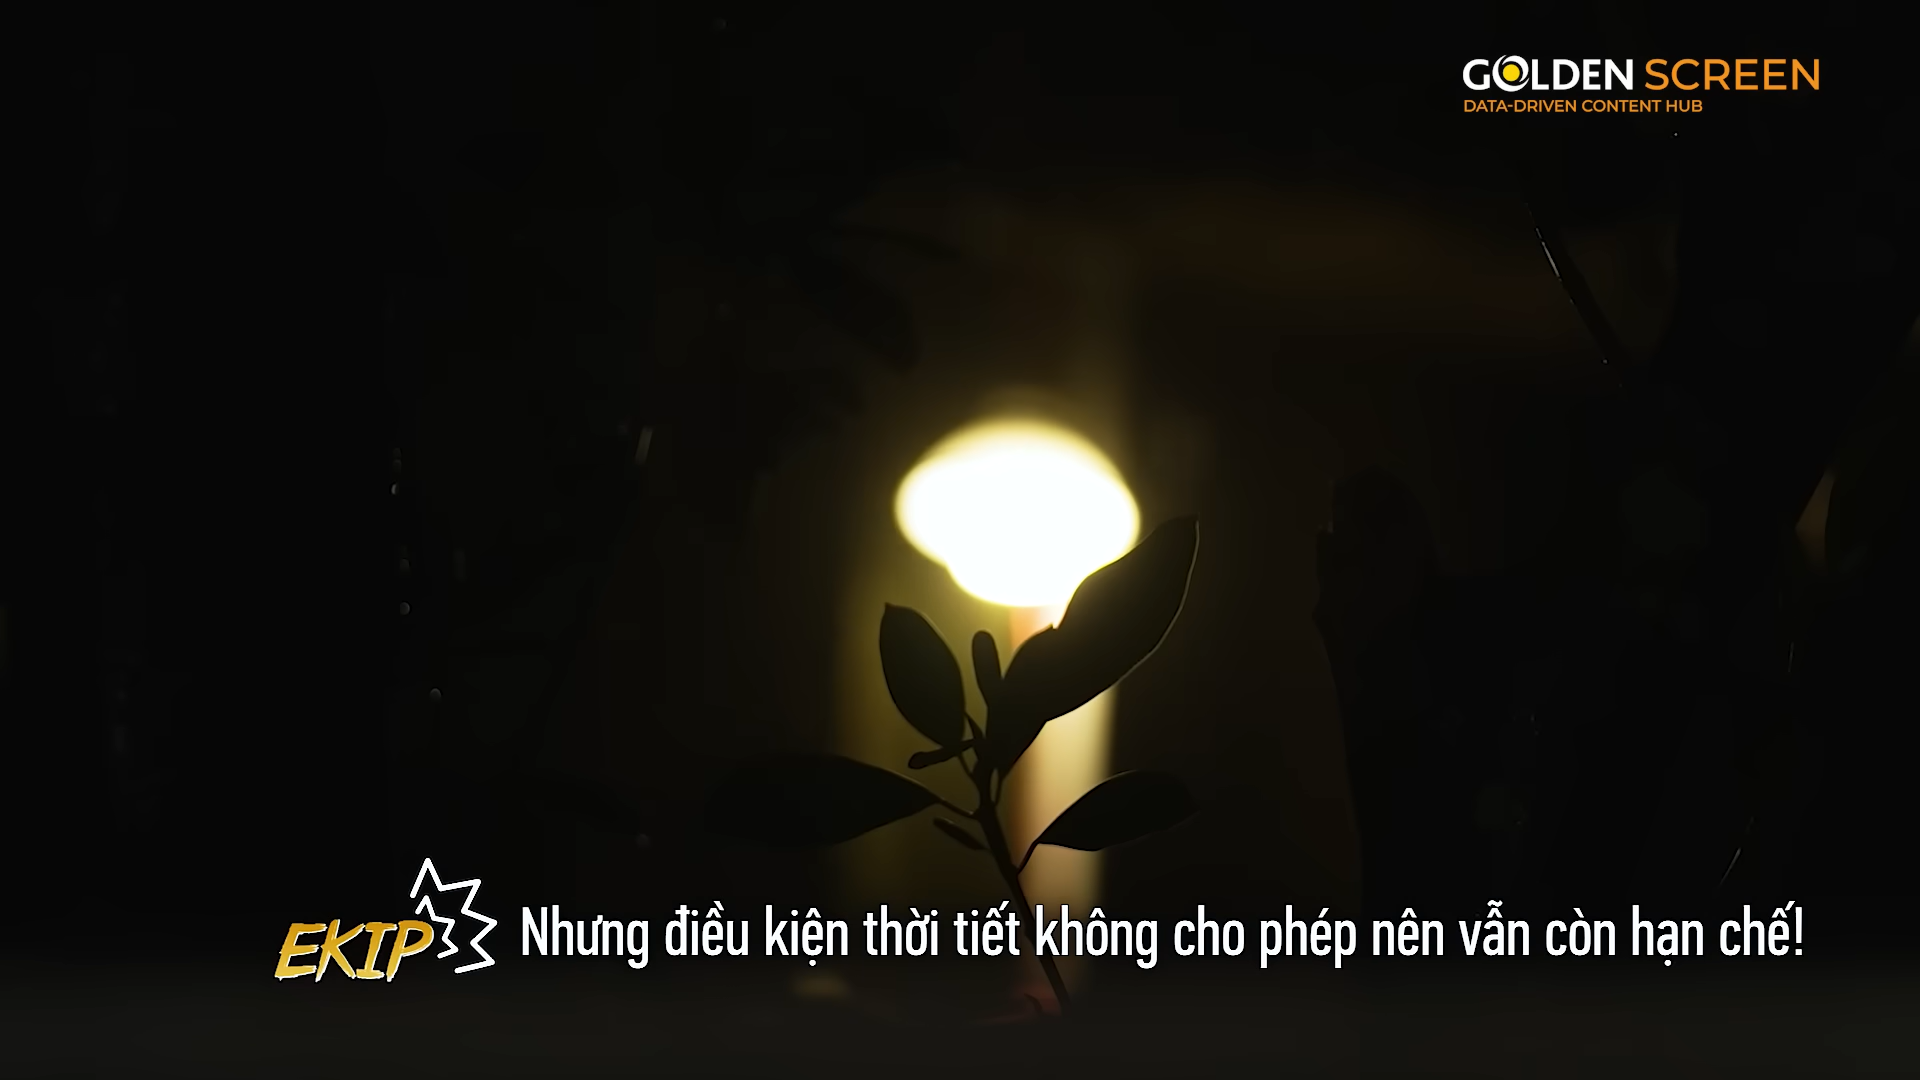 GOLDEN SCREEN
DATA-DRIVEN CONTENT HUB
EKIP Nhưng điều kiện thời tiết không cho phép nên vẫn còn hạn chế!